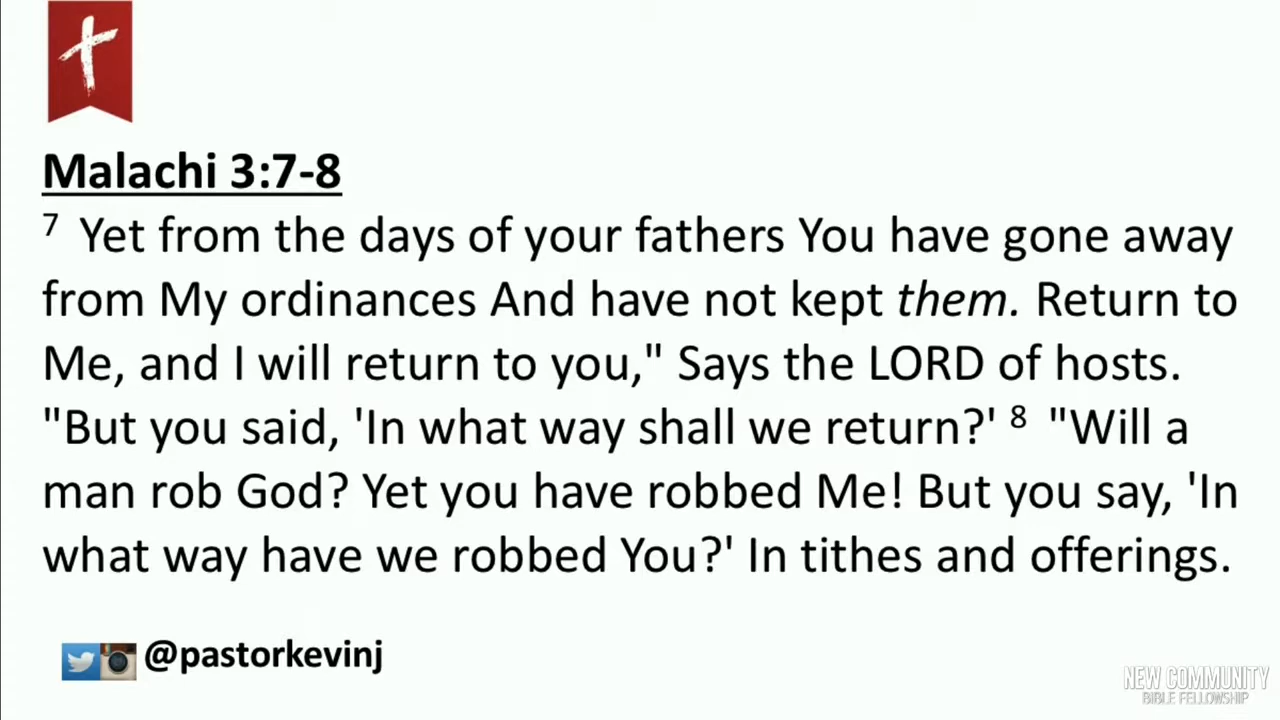 Malachi 3:7-8
7 Yet from the days of your fathers You have gone away
from My ordinances And have not kept them. Return to
Me, and I will return to you," Says the LORD of hosts.
"But you said, 'In what way shall we return?' 8 "Will a
man rob God? Yet you have robbed Me! But you say, 'In
what way have we robbed You?' In tithes and offerings.
@pastorkevinj
NEW COMMUNITY
BIBLE FELLOWSHIP